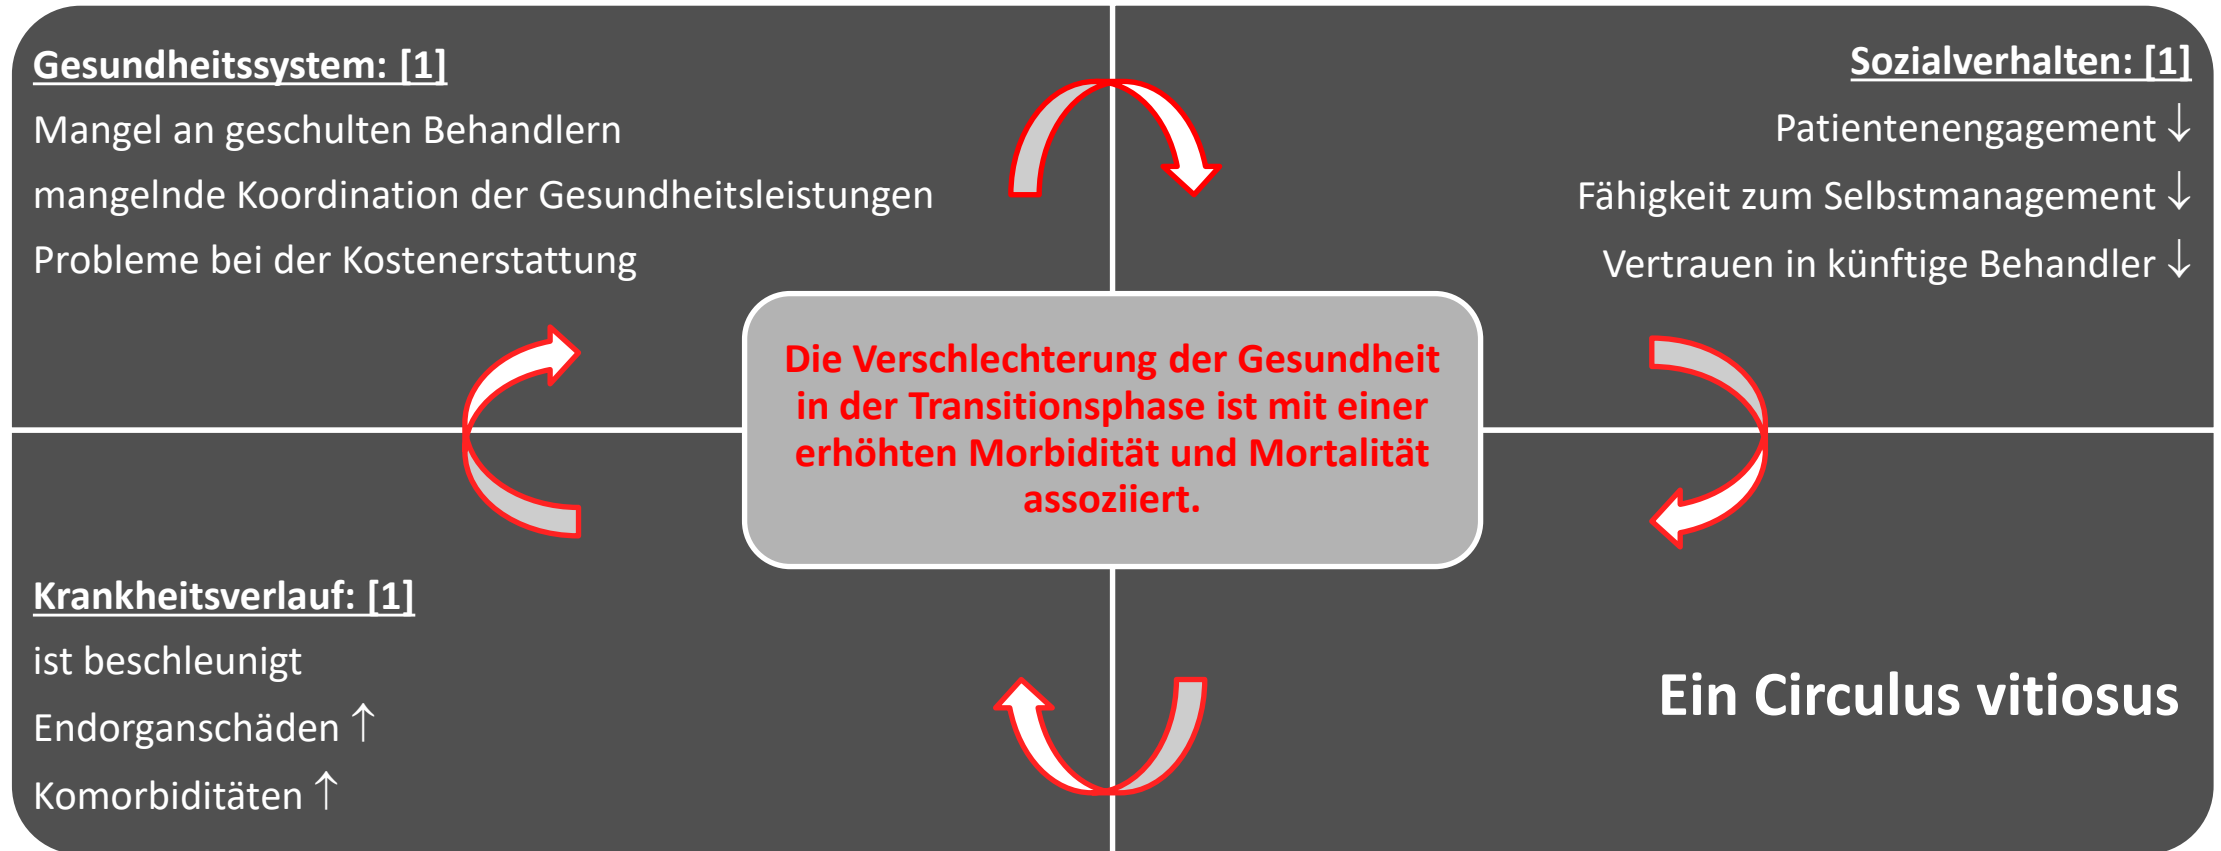 Gesundheitssystem: [1]
Mangel an geschulten Behandlern
mangelnde Koordination der Gesundheitsleistungen
Probleme bei der Kostenerstattung
Sozialverhalten: [1]
Patientenengagement ↓
Fähigkeit zum Selbstmanagement ↓
Vertrauen in künftige Behandler ↓
Die Verschlechterung der Gesundheit
in der Transitionsphase ist mit einer
erhöhten Morbidität und Mortalität
assoziiert.
Krankheitsverlauf: [1]
ist beschleunigt
Endorganschäden ↑
Komorbiditäten ↑
Ein Circulus vitiosus